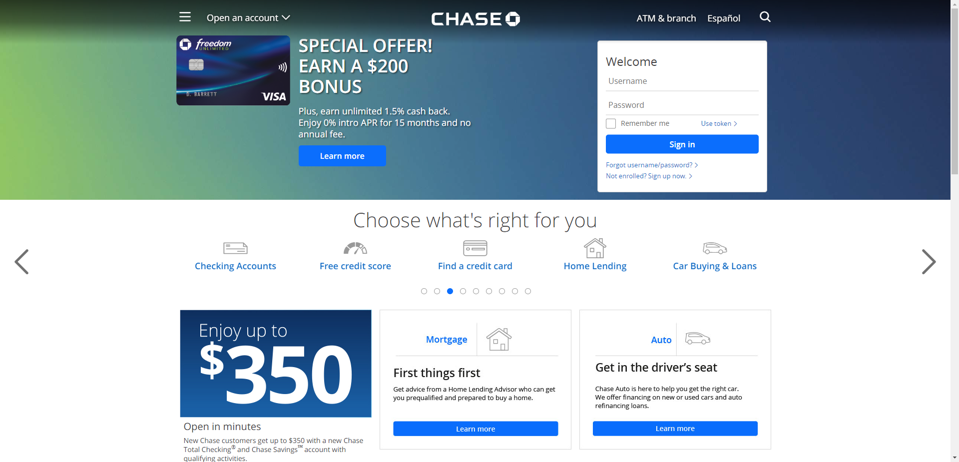 Open an account
CHASE
ATM & branch
Español
freedom
UNLIMITED
VISA
SPECIAL OFFER!
EARN A $200
BONUS
Plus, earn unlimited 1.5% cash back.
Enjoy 0% intro APR for 15 months and no
annual fee.
Learn more
Welcome
Username
Password
Remember me
Use token
Sign in
Forgot username/password?
Not enrolled? Sign up now.
Choose what's right for you
Checking Accounts
Free credit score
Find a credit card
Home Lending
Car Buying & Loans
Enjoy up to
$350
Open in minutes
New Chase customers get up to $350 with a new Chase
Total Checking® and Chase Savings℠ account with
qualifying activities.
Mortgage
First things first
Get advice from a Home Lending Advisor who can get
you prequalified and prepared to buy a home.
Learn more
Auto
Get in the driver's seat
Chase Auto is here to help you get the right car.
We offer financing on new or used cars and auto
refinancing loans.
Learn more